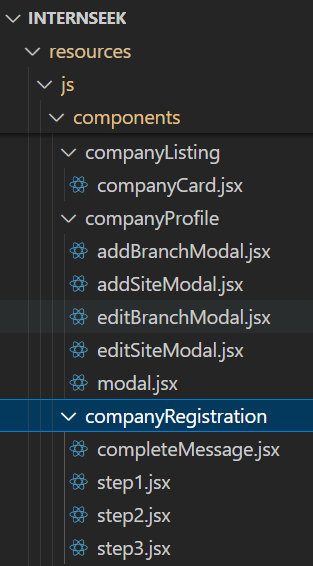 INTERNSEEK
resources
js
components
companyListing
companyCard.jsx
companyProfile
addBranchModal.jsx
addSiteModal.jsx
editBranchModal.jsx
editSiteModal.jsx
modal.jsx
companyRegistration
completeMessage.jsx
step1.jsx
step2.jsx
step3.jsx